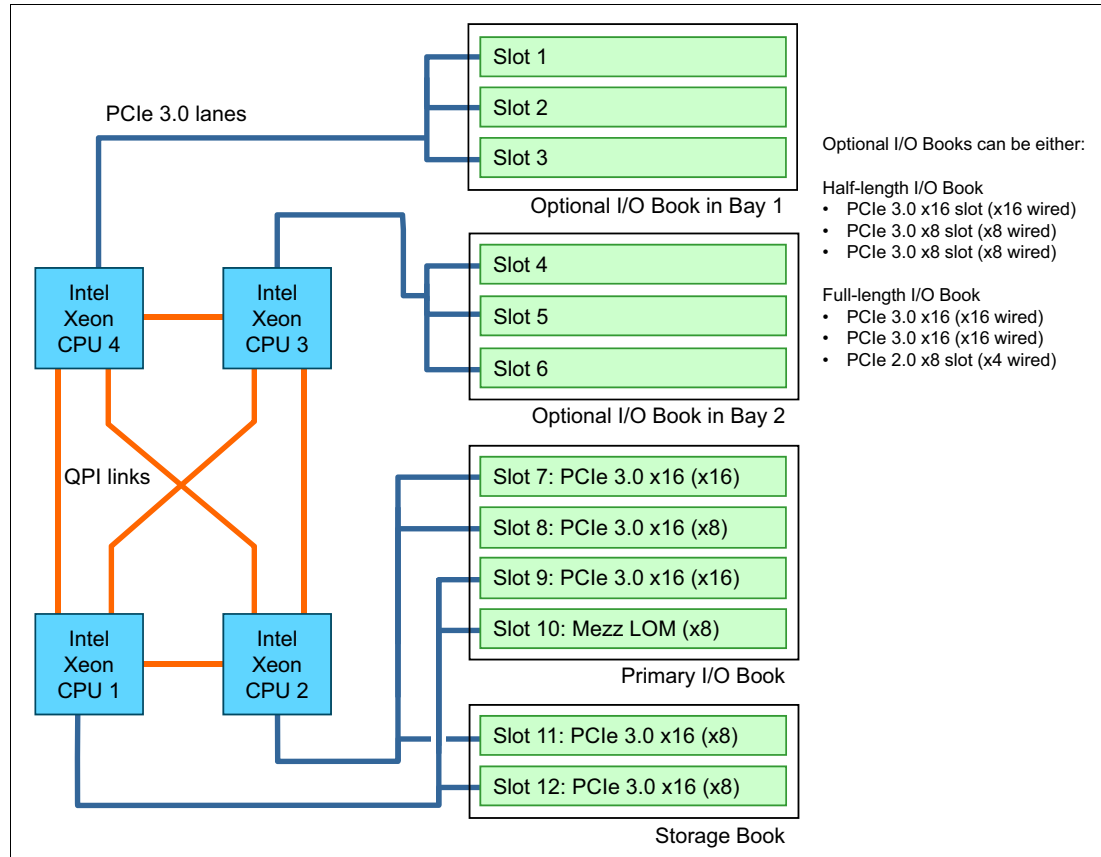 Slot 1
Slot 2
Slot 3
Optional I/O Book in Bay 1
PCIe 3.0 lanes
Optional I/O Books can be either:
Half-length I/O Book
• PCIe 3.0 x16 slot (x16 wired)
• PCIe 3.0 x8 slot (x8 wired)
• PCIe 3.0 x8 slot (x8 wired)
Full-length I/O Book
• PCIe 3.0 x16 (x16 wired)
• PCIe 3.0 x16 (x16 wired)
• PCIe 2.0 x8 slot (x4 wired)
Slot 4
Slot 5
Slot 6
Optional I/O Book in Bay 2
Intel
Xeon
CPU 4
Intel
Xeon
CPU 3
QPI links
Slot 7: PCIe 3.0 x16 (x16)
Slot 8: PCIe 3.0 x16 (x8)
Slot 9: PCIe 3.0 x16 (x16)
Slot 10: Mezz LOM (x8)
Primary I/O Book
Intel
Xeon
CPU 1
Intel
Xeon
CPU 2
Slot 11: PCIe 3.0 x16 (x8)
Slot 12: PCIe 3.0 x16 (x8)
Storage Book